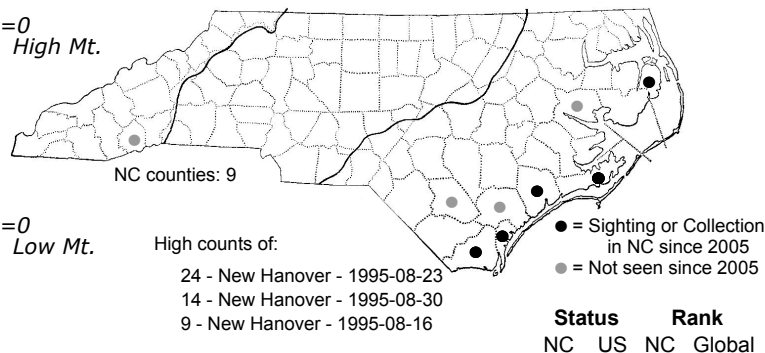 =0
High Mt.
NC counties: 9
=0
Low Mt.
High counts of:
24 - New Hanover - 1995-08-23
14 - New Hanover - 1995-08-30
9 - New Hanover - 1995-08-16
= Sighting or Collection
in NC since 2005
= Not seen since 2005
Status Rank
NC US NC Global